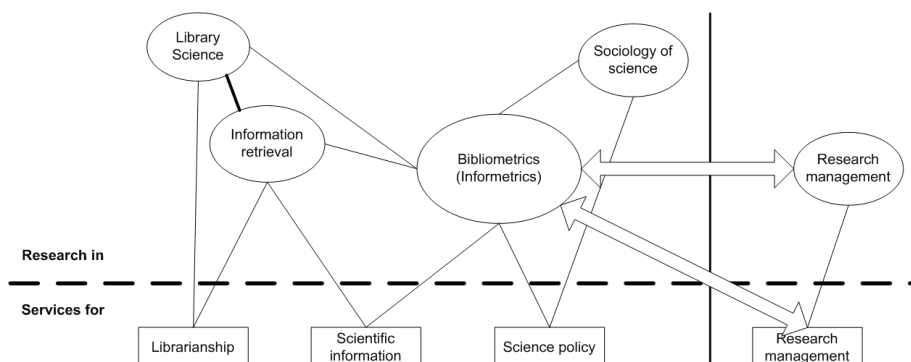 Library
Science
Sociology of
science
Information
retrieval
Bibliometrics
(Informetrics)
Research
management
Research in
Services for
Librarianship
Scientific
information
Science policy
Research
management